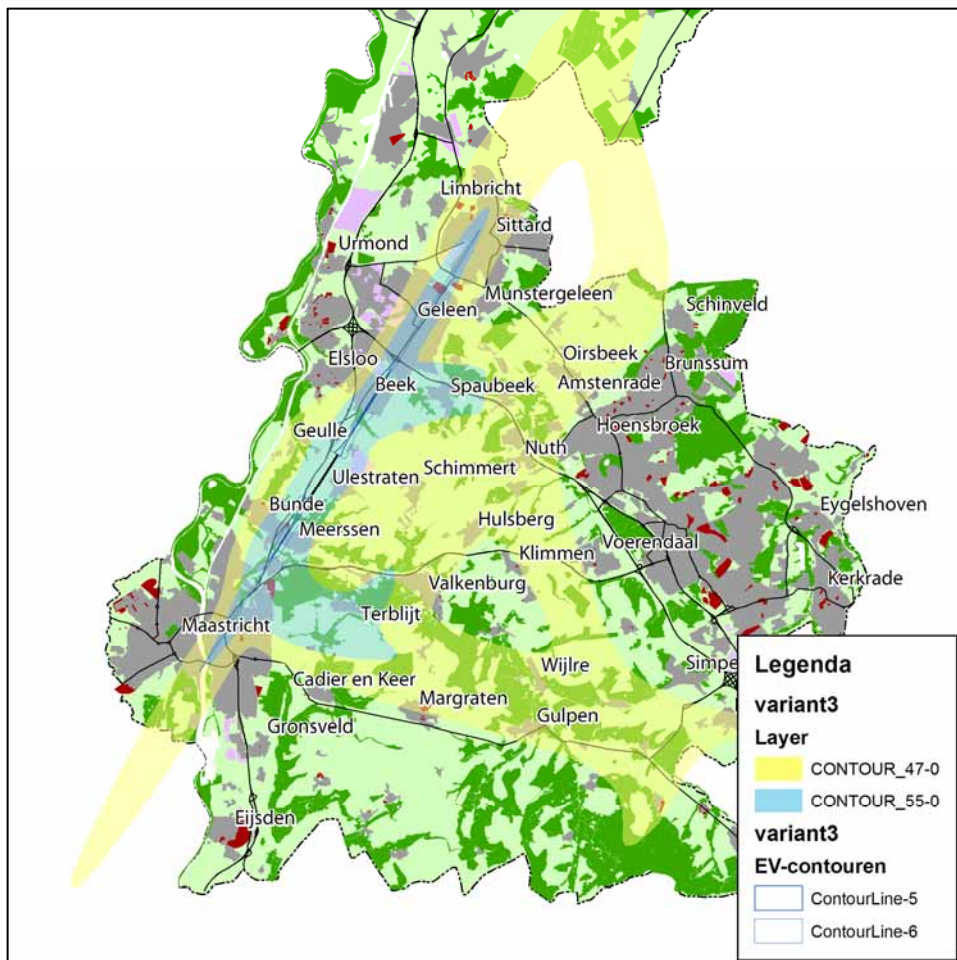 Limbricht
Sittard
Urmond
Munstergeleen
Geleen
Schinveld
Oirsbeek
Elsloo
Brunssum
Beek
Spaubeek
Amstenrade
Geulle
Hoensbroek
Nuth
Schimmert
Ulestraten
Bunde
Eygelshoven
Meerssen
Hulsberg
Klimmen
Voerendaal
Valkenburg
Kerkrade
Terblijt
Maastricht
Wijlre
Simpe
Cadier en Keer
Margraten
Gulpen
Gronsveld
Eijsden
Legenda
variant3
Layer
CONTOUR_47-0
CONTOUR_55-0
variant3
EV-contouren
ContourLine-5
ContourLine-6